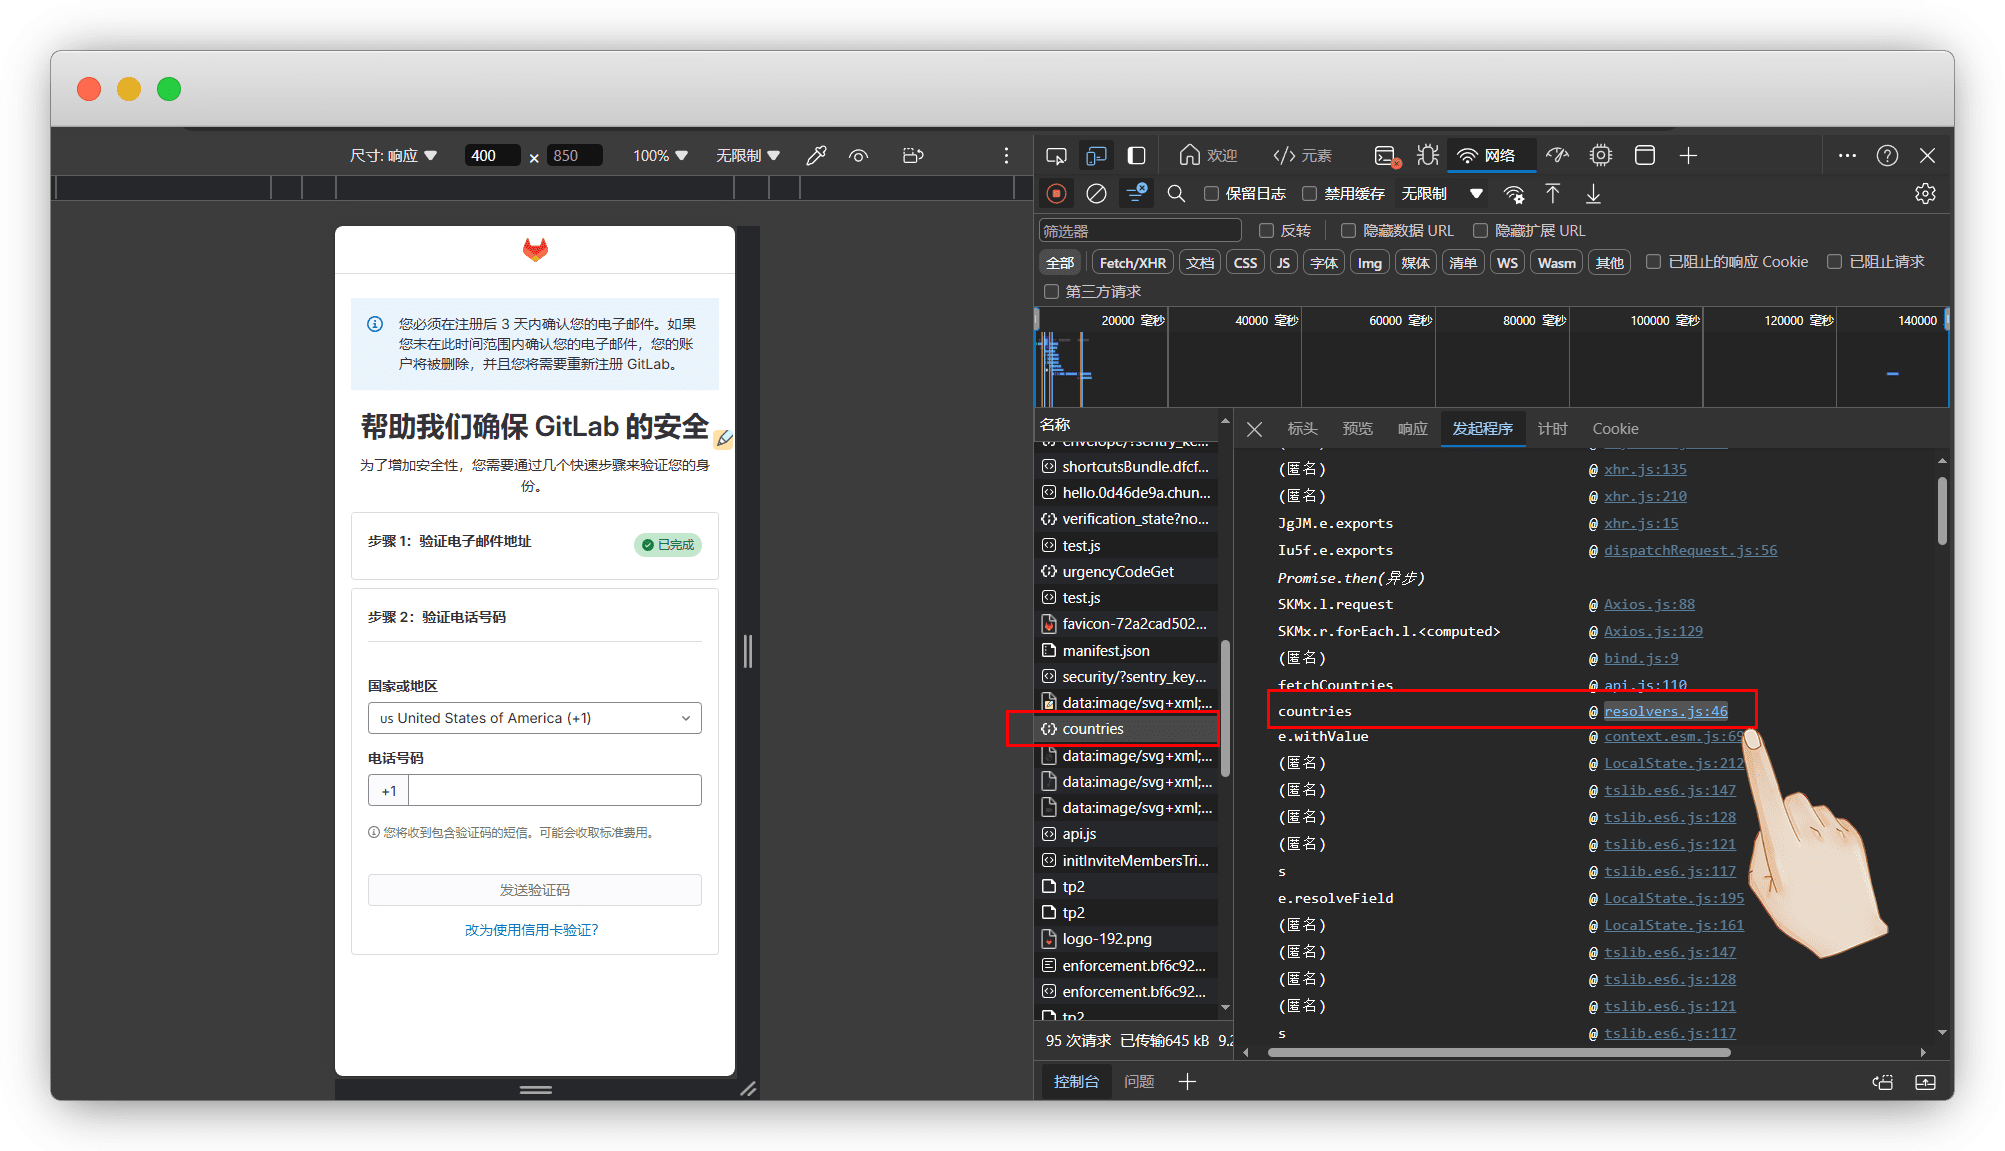 尺寸: 响应
400 × 850
100%
无限制
您必须在注册后 3 天内确认您的电子邮件。如果
您未在此时间范围内确认您的电子邮件，您的账
户将被删除，并且您将需要重新注册 GitLab。
帮助我们确保 GitLab 的安全
为了增加安全性，您需要通过几个快速步骤来验证您的身
份。
步骤 1：验证电子邮件地址
已完成
步骤 2：验证电话号码
国家或地区
us United States of America (+1)
电话号码
+1
您将收到包含验证码的短信。可能会收取标准费用。
发送验证码
改为使用信用卡验证？
欢迎
</> 元素
网络
保留日志
禁用缓存
无限制
筛选器
反转
隐藏数据 URL
隐藏扩展 URL
全部
Fetch/XHR
文档
CSS
JS
字体
Img
媒体
清单
WS
Wasm
其他
已阻止的响应 Cookie
已阻止请求
第三方请求
20000 毫秒
40000 毫秒
60000 毫秒
80000 毫秒
100000 毫秒
120000 毫秒
140000
名称
envelope/?sentry_ke...
shortcutsBundle.dfcf...
hello.0d46de9a.chun...
verification_state?no...
test.js
urgencyCodeGet
test.js
favicon-72a2cad502...
manifest.json
security/?sentry_key...
data:image/svg+xml;...
countries
data:image/svg+xml;...
data:image/svg+xml;...
data:image/svg+xml;...
api.js
initInviteMembersTri...
tp2
tp2
logo-192.png
enforcement.bf6c92...
enforcement.bf6c92...
tp2
95 次请求 已传输645 kB 9.2
标头
预览
响应
发起程序
计时
Cookie
(匿名) @ xhr.js:135
(匿名) @ xhr.js:210
JgJM.e.exports @ xhr.js:15
Iu5f.e.exports @ dispatchRequest.js:56
Promise.then(异步)
SKMx.l.request @ Axios.js:88
SKMx.r.forEach.l.<computed> @ Axios.js:129
(匿名) @ bind.js:9
fetchCountries @ api.js:110
countries @ resolvers.js:46
e.withValue @ context.esm.js:69
(匿名) @ LocalState.js:212
(匿名) @ tslib.es6.js:147
(匿名) @ tslib.es6.js:128
(匿名) @ tslib.es6.js:121
s @ tslib.es6.js:117
e.resolveField @ LocalState.js:195
(匿名) @ LocalState.js:161
(匿名) @ tslib.es6.js:147
(匿名) @ tslib.es6.js:128
(匿名) @ tslib.es6.js:121
s @ tslib.es6.js:117
控制台
问题